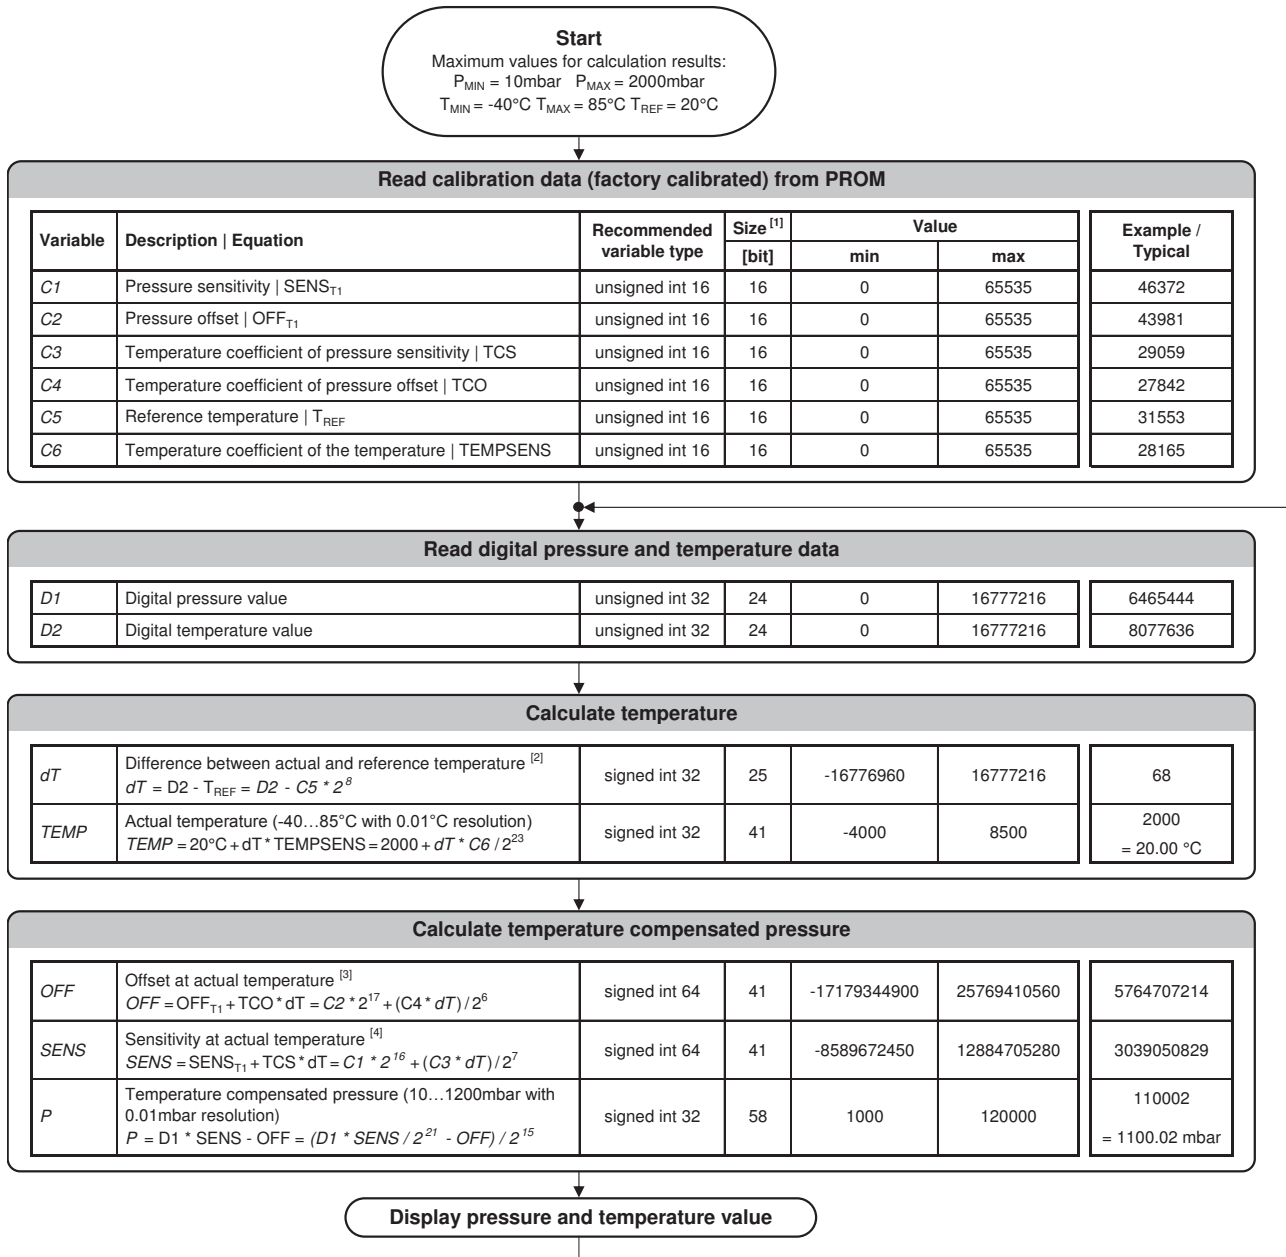 Start
Maximum values for calculation results:
P_MIN = 10mbar P_MAX = 2000mbar
T_MIN = -40°C T_MAX = 85°C T_REF = 20°C
Read calibration data (factory calibrated) from PROM
Variable | Description | Equation | Recommended variable type | Size [1] [bit] | Value min | max | Example / Typical
C1 Pressure sensitivity | SENS_T1 unsigned int 16 16 0 65535 46372
C2 Pressure offset | OFF_T1 unsigned int 16 16 0 65535 43981
C3 Temperature coefficient of pressure sensitivity | TCS unsigned int 16 16 0 65535 29059
C4 Temperature coefficient of pressure offset | TCO unsigned int 16 16 0 65535 27842
C5 Reference temperature | T_REF unsigned int 16 16 0 65535 31553
C6 Temperature coefficient of the temperature | TEMPSENS unsigned int 16 16 0 65535 28165
Read digital pressure and temperature data
D1 Digital pressure value unsigned int 32 24 0 16777216 6465444
D2 Digital temperature value unsigned int 32 24 0 16777216 8077636
Calculate temperature
Difference between actual and reference temperature [2]
dT signed int 32 25 -16776960 16777216 68
dT = D2 - T_REF = D2 - C5 * 2^8
Actual temperature (-40…85°C with 0.01°C resolution) 2000
TEMP signed int 32 41 -4000 8500
TEMP = 20°C + dT * TEMPSENS = 2000 + dT * C6 / 2^23 = 20.00 °C
Calculate temperature compensated pressure
Offset at actual temperature [3]
OFF signed int 64 41 -17179344900 25769410560 5764707214
OFF = OFF_T1 + TCO * dT = C2 * 2^17 + (C4 * dT) / 2^6
Sensitivity at actual temperature [4]
SENS signed int 64 41 -8589672450 12884705280 3039050829
SENS = SENS_T1 + TCS * dT = C1 * 2^16 + (C3 * dT) / 2^7
Temperature compensated pressure (10…1200mbar with 110002
0.01mbar resolution)
P signed int 32 58 1000 120000
P = D1 * SENS - OFF = (D1 * SENS / 2^21 - OFF) / 2^15 = 1100.02 mbar
Display pressure and temperature value